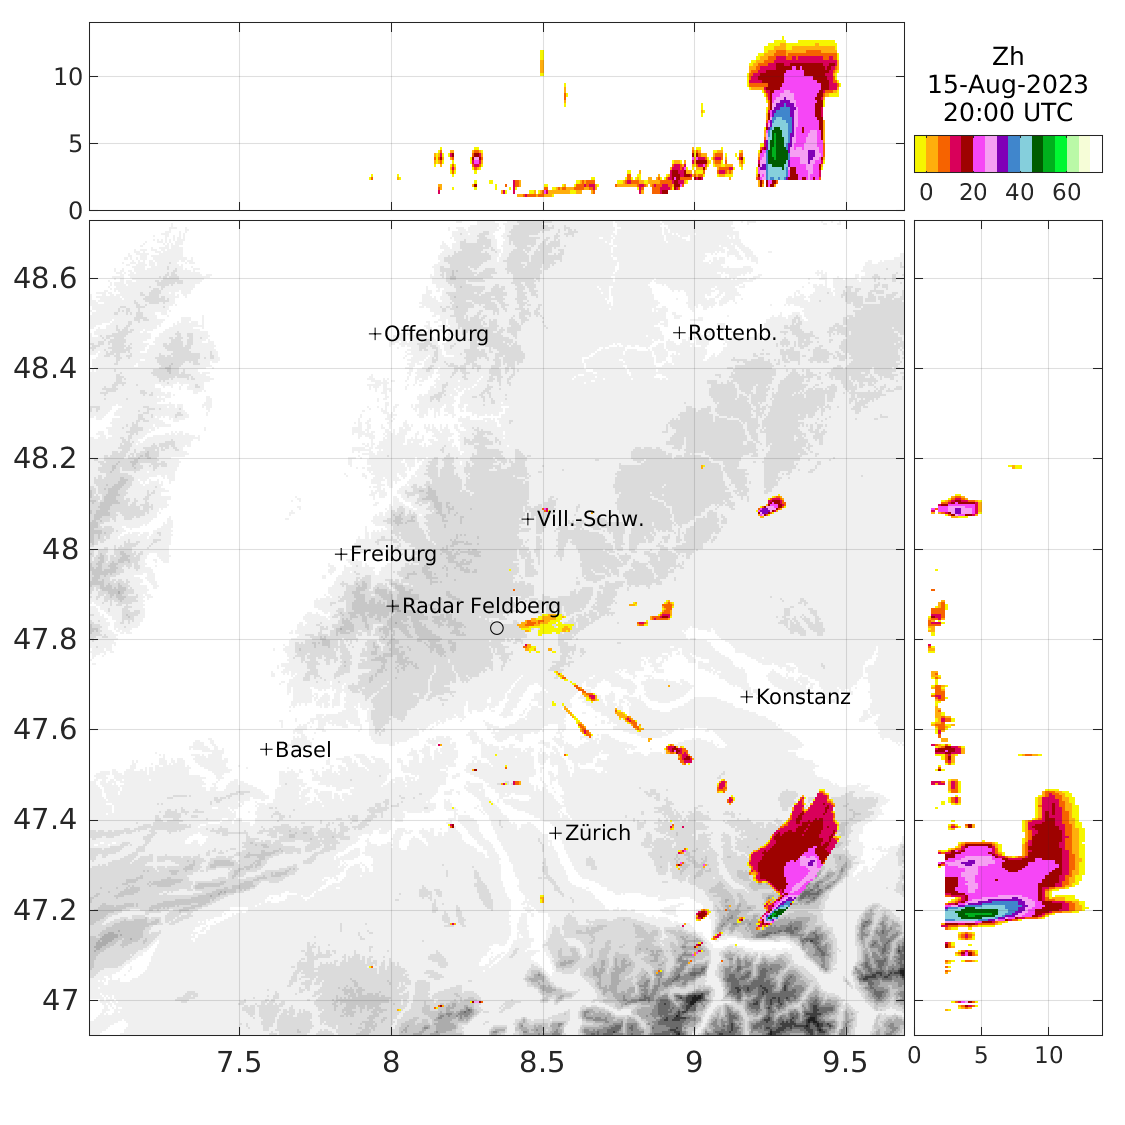 10
5
0
Zh
15-Aug-2023
20:00 UTC
0 20 40 60
48.6
48.4
48.2
48
47.8
47.6
47.4
47.2
47
+Offenburg
+Rottenb.
+Vill.-Schw.
+Freiburg
+Radar Feldberg
+Konstanz
+Basel
+Zürich
7.5 8 8.5 9 9.5
0 5 10